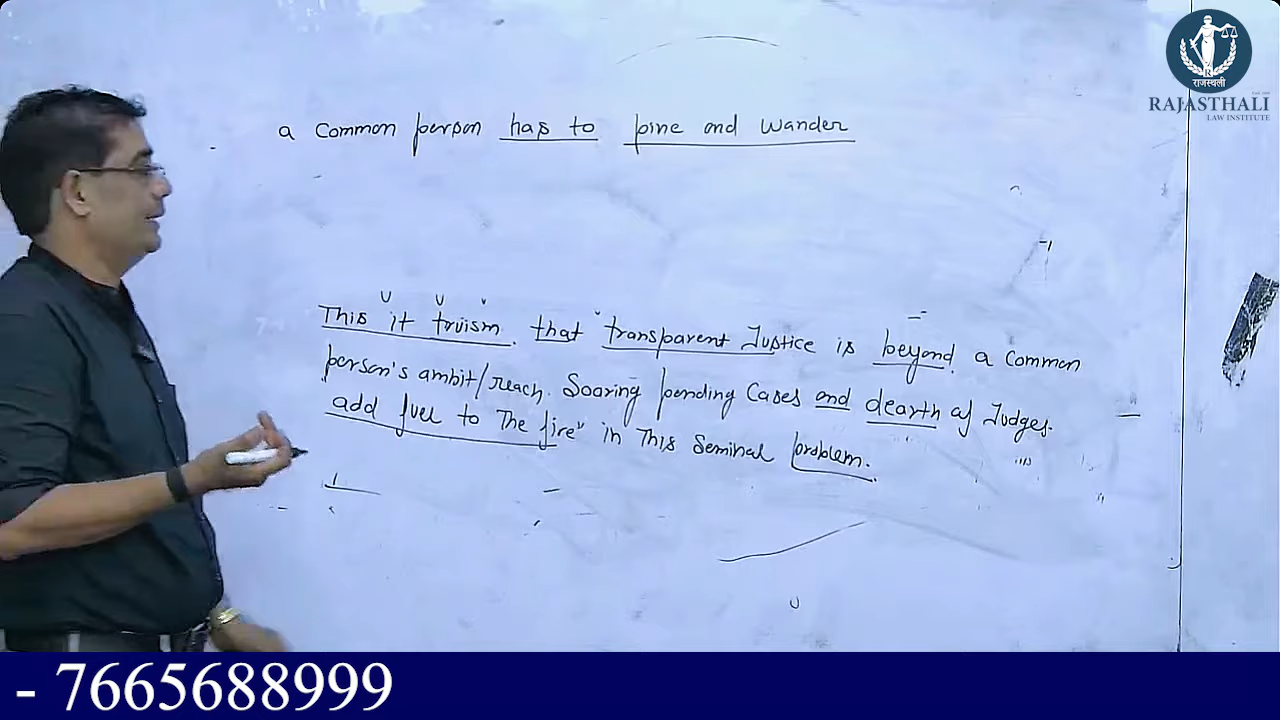 राजस्थली
RAJASTHALI
LAW INSTITUTE
a Common person has to pine and wander
This it truism that transparent Justice is beyond a Common
person's ambit/reach. Soaring pending Cases and dearth of Judges
add fuel to The fire" in This Seminal problem.
- 7665688999